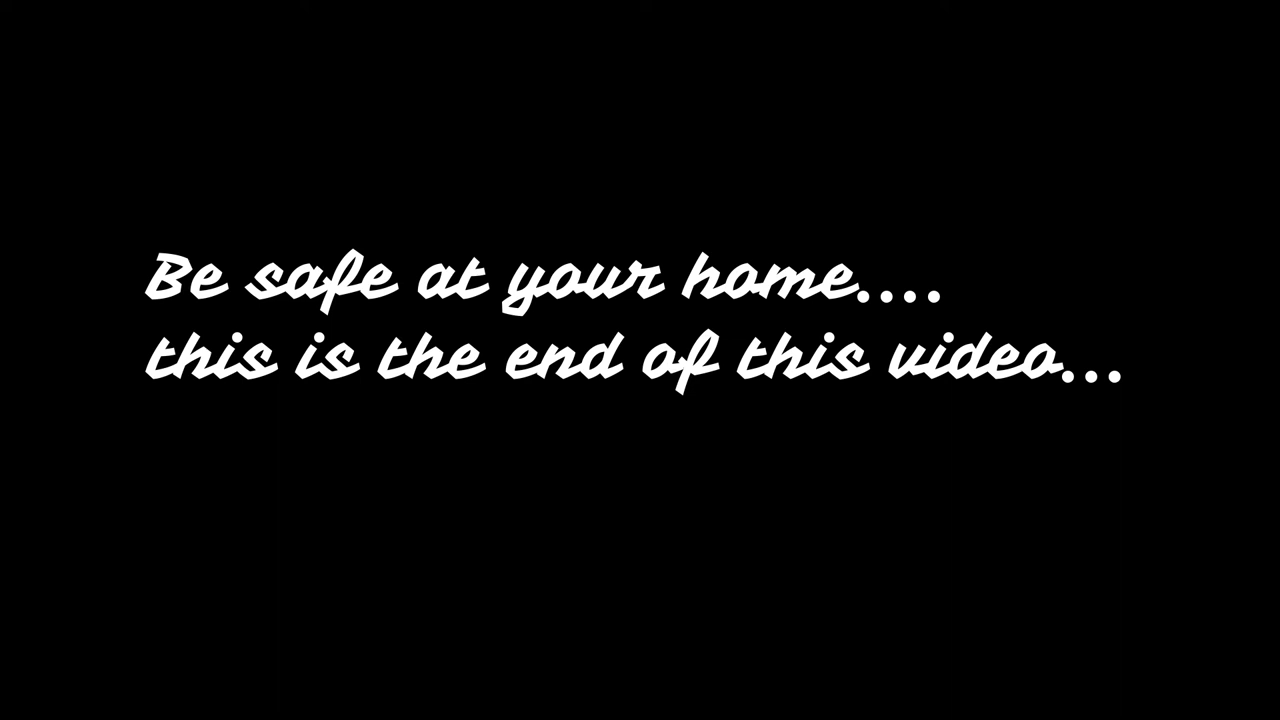 Be safe at your home....
this is the end of this video...